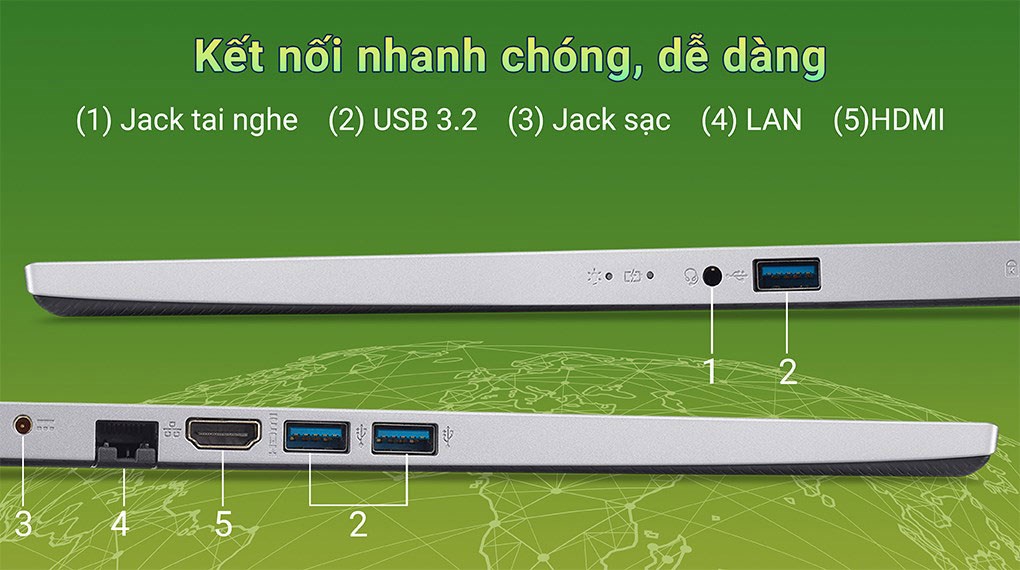 Kết nối nhanh chóng, dễ dàng
(1) Jack tai nghe (2) USB 3.2 (3) Jack sạc (4) LAN (5)HDMI
1 2
3 4 5 2